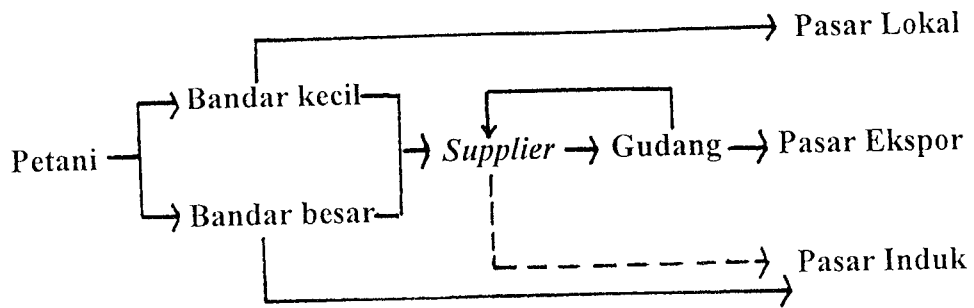 Pasar Lokal
Bandar kecil
Petani
Supplier
Gudang
Pasar Ekspor
Bandar besar
Pasar Induk